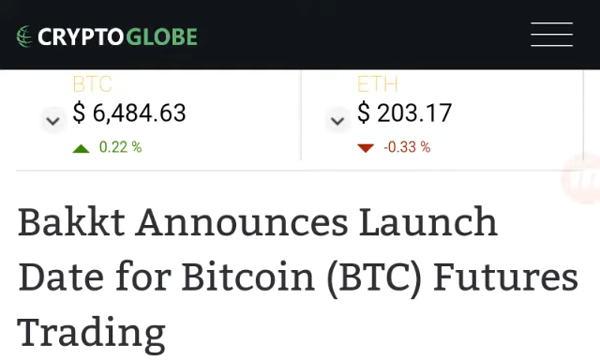 CRYPTOGLOBE
BTC ETH
$ 6,484.63 $ 203.17
0.22 % -0.33 %
Bakkt Announces Launch
Date for Bitcoin (BTC) Futures
Trading